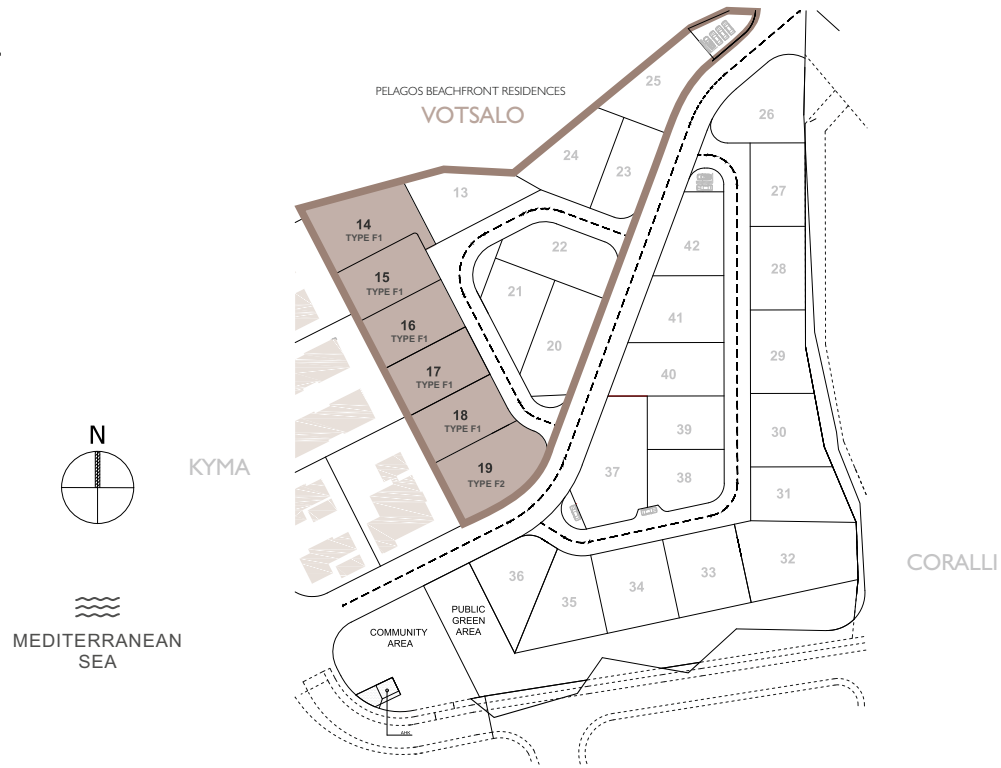 PELAGOS BEACHFRONT RESIDENCES
VOTSALO
25
26
24
23
13
27
14
TYPE F1
22
42
28
15
TYPE F1
21
16
TYPE F1
41
20
29
17
TYPE F1
40
18
TYPE F1
39
30
19
TYPE F2
37
38
31
N
KYMA
32
CORALLI
36
35
34
33
PUBLIC
GREEN
AREA
COMMUNITY
AREA
MEDITERRANEAN
SEA
AHK